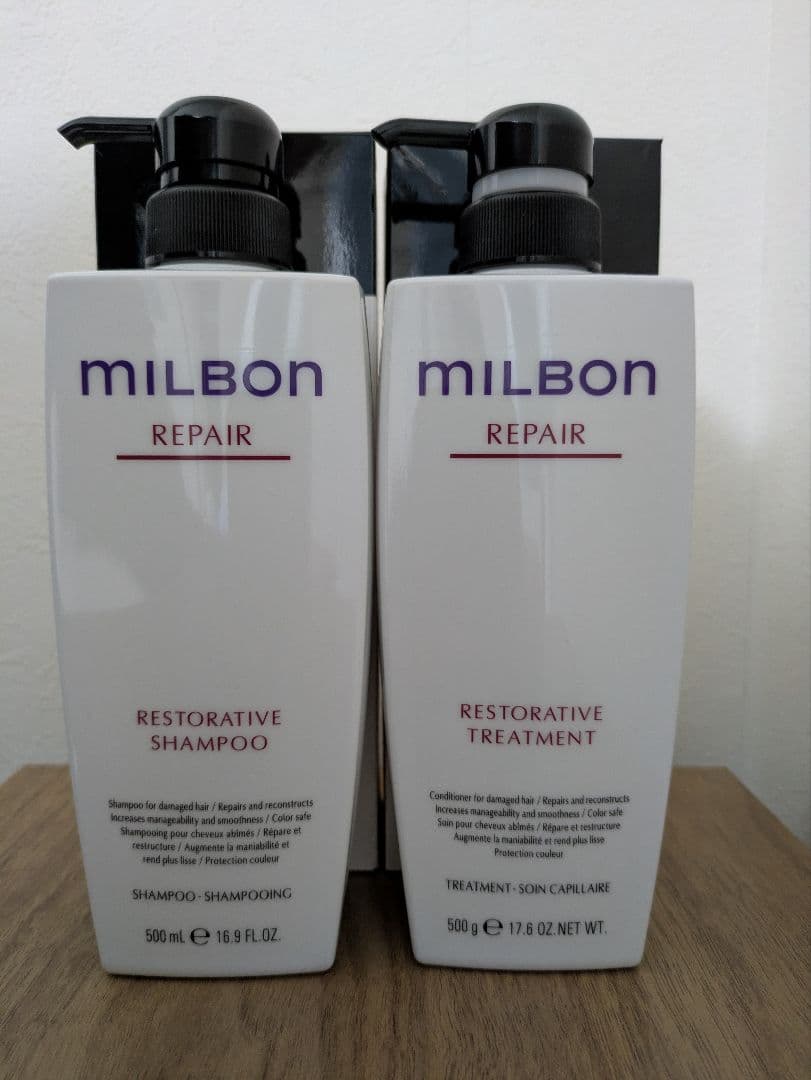 MILBON
REPAIR
RESTORATIVE
SHAMPOO
Shampoo for damaged hair / Repairs and reconstructs
Increases manageability and smoothness / Color safe
Shampooing pour cheveux abîmés / Répare et
restructure / Augmente la maniabilité et
rend plus lisse / Protection couleur
SHAMPOO - SHAMPOOING
500 mL ℮ 16.9 FL.OZ.
MILBON
REPAIR
RESTORATIVE
TREATMENT
Conditioner for damaged hair / Repairs and reconstructs
Increases manageability and smoothness / Color safe
Soin pour cheveux abîmés / Répare et restructure
Augmente la maniabilité et rend plus lisse
Protection couleur
TREATMENT - SOIN CAPILLAIRE
500 g ℮ 17.6 OZ. NET WT.